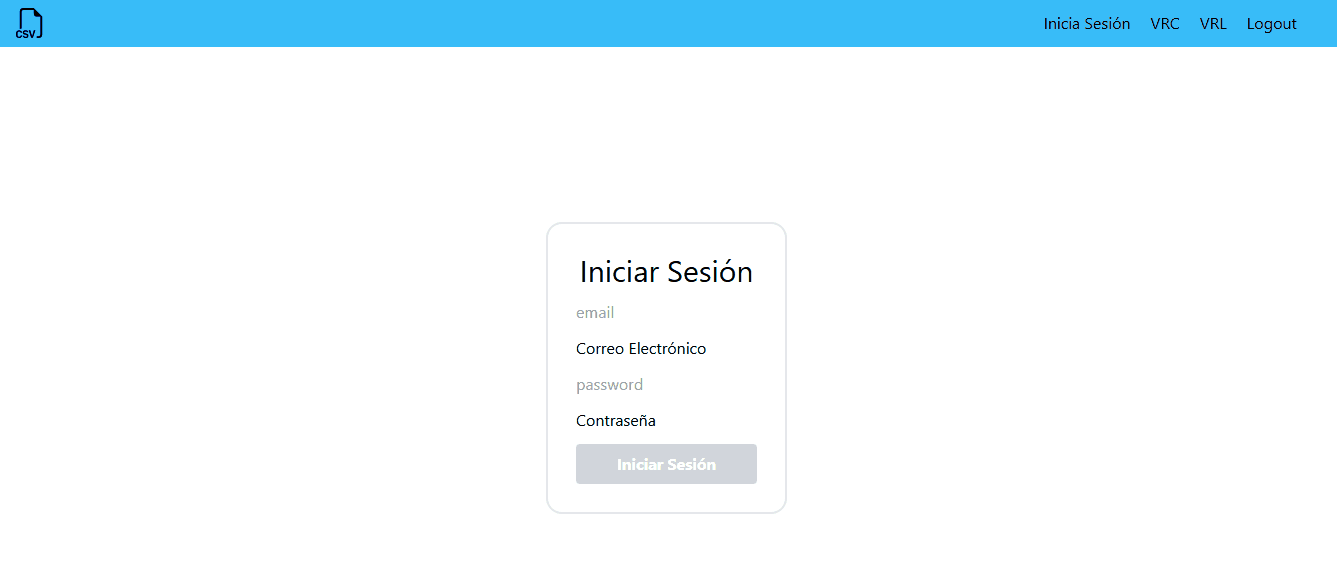 CSV
Inicia Sesión VRC VRL Logout
Iniciar Sesión
email
Correo Electrónico
password
Contraseña
Iniciar Sesión